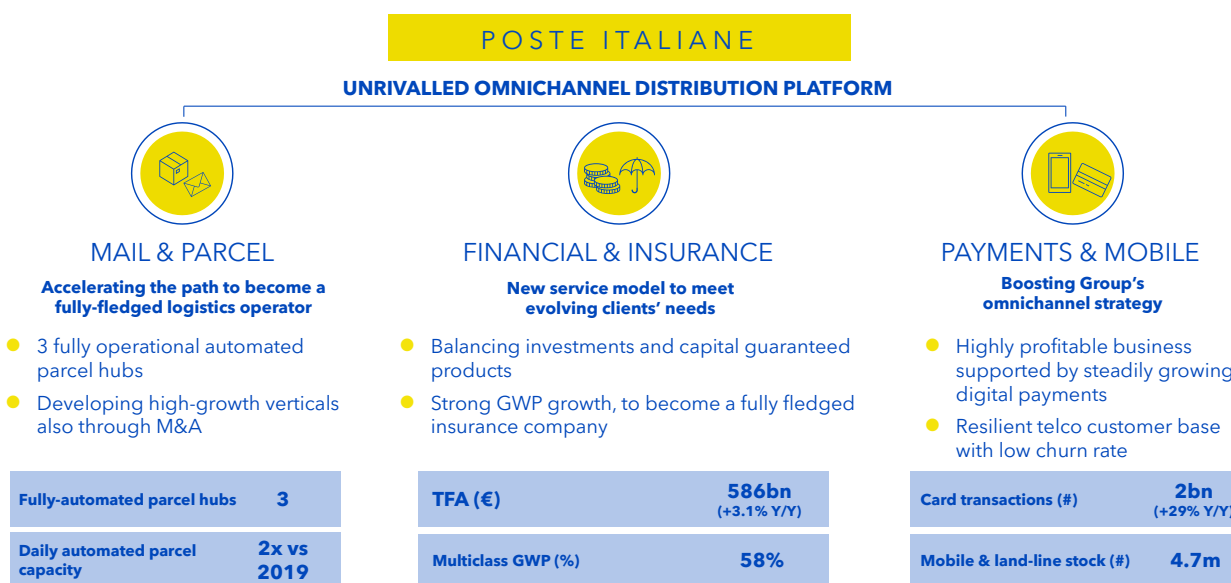 POSTE ITALIANE
UNRIVALLED OMNICHANNEL DISTRIBUTION PLATFORM
MAIL & PARCEL
Accelerating the path to become a
fully-fledged logistics operator
3 fully operational automated
parcel hubs
Developing high-growth verticals
also through M&A
Fully-automated parcel hubs 3
Daily automated parcel
capacity
2x vs
2019
FINANCIAL & INSURANCE
New service model to meet
evolving clients’ needs
Balancing investments and capital guaranteed
products
Strong GWP growth, to become a fully fledged
insurance company
TFA (€)
586bn
(+3.1% Y/Y)
Multiclass GWP (%) 58%
PAYMENTS & MOBILE
Boosting Group’s
omnichannel strategy
Highly profitable business
supported by steadily growing
digital payments
Resilient telco customer base
with low churn rate
Card transactions (#)
2bn
(+29% Y/Y)
Mobile & land-line stock (#) 4.7m